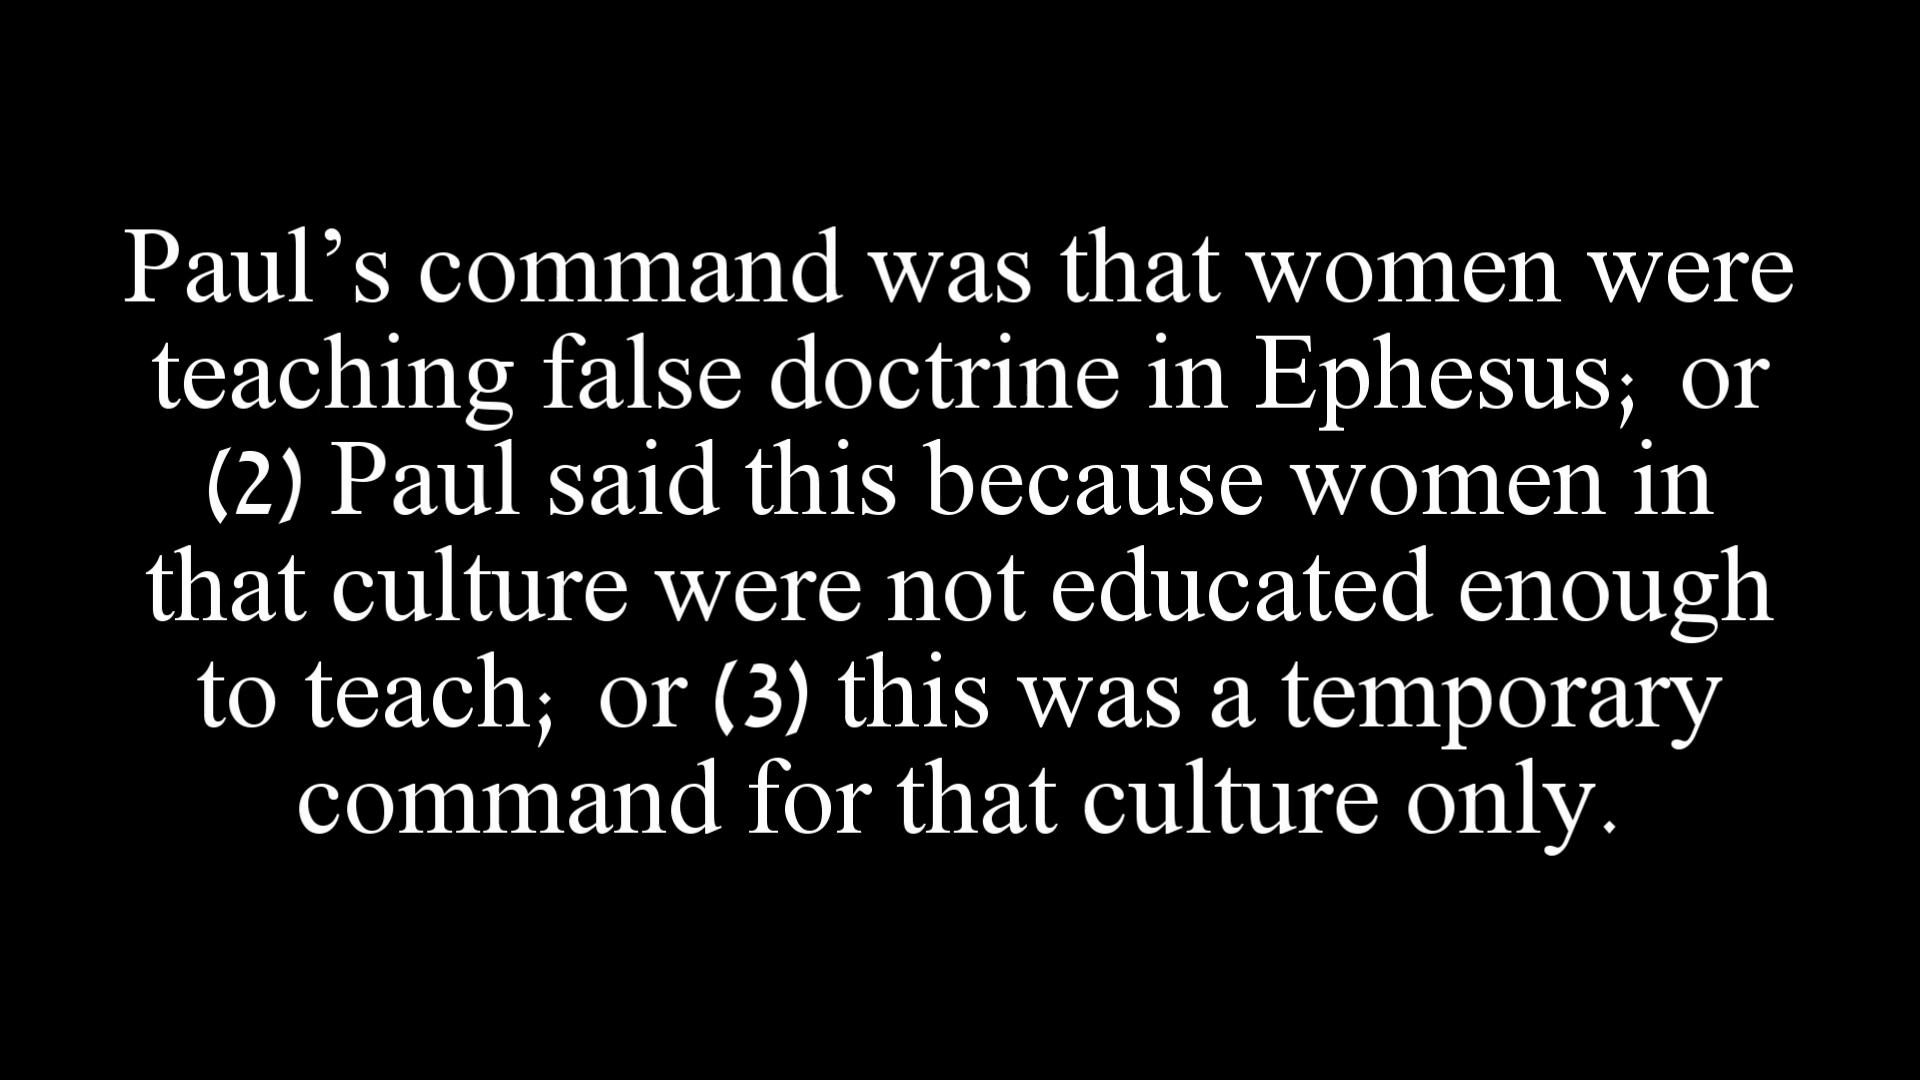 Paul’s command was that women were
teaching false doctrine in Ephesus; or
(2) Paul said this because women in
that culture were not educated enough
to teach; or (3) this was a temporary
command for that culture only.